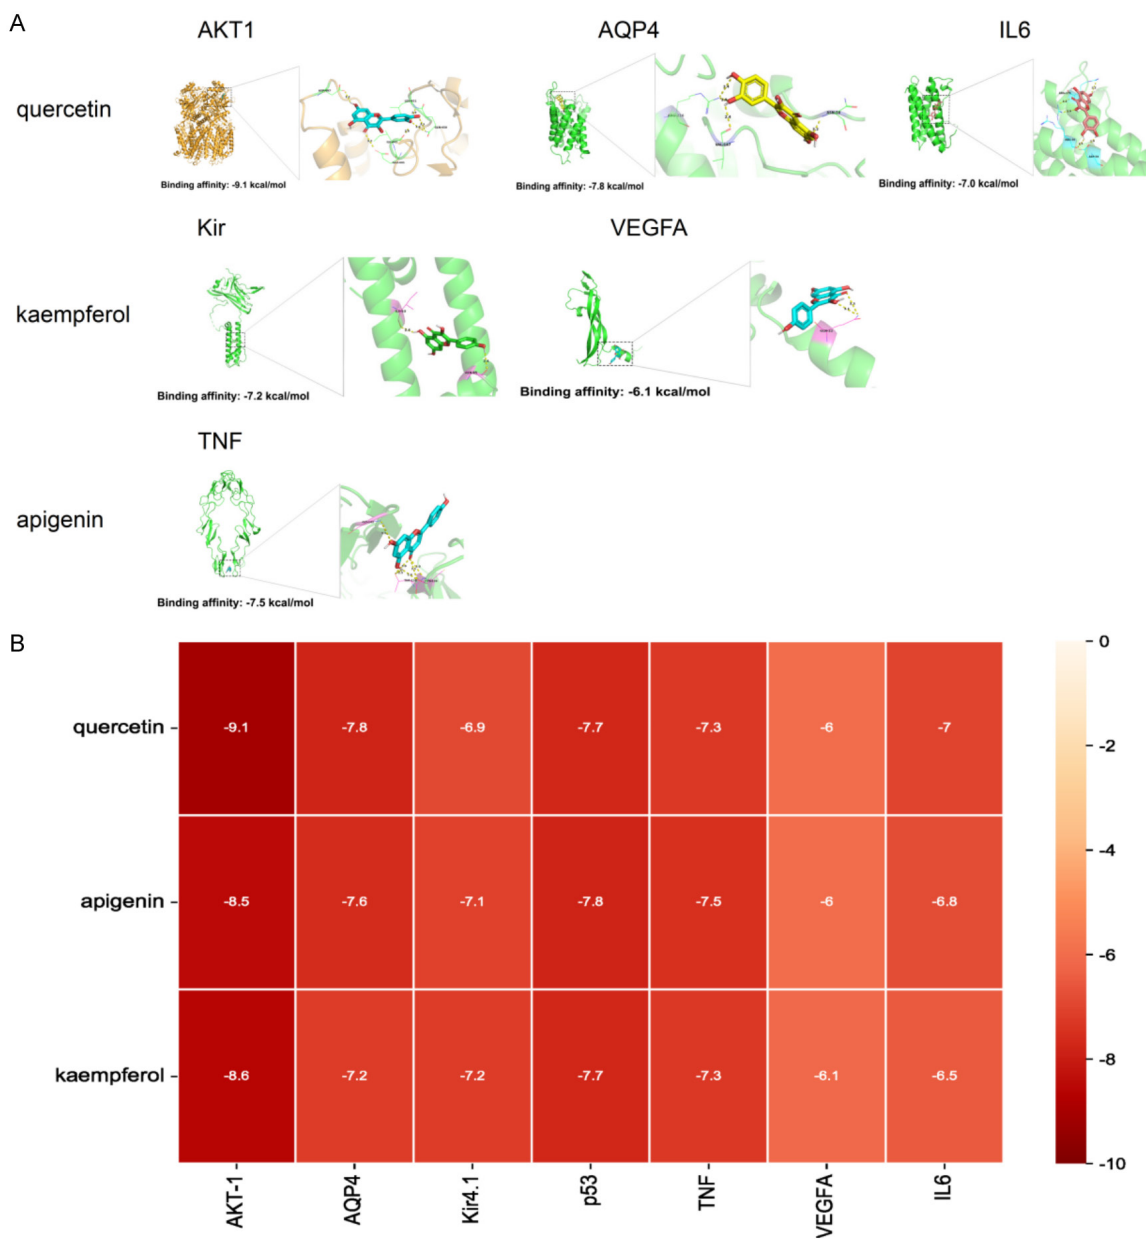 A
AKT1 AQP4 IL6
quercetin
Binding affinity: -9.1 kcal/mol Binding affinity: -7.8 kcal/mol Binding affinity: -7.0 kcal/mol
Kir VEGFA
kaempferol
Binding affinity: -7.2 kcal/mol Binding affinity: -6.1 kcal/mol
TNF
apigenin
Binding affinity: -7.5 kcal/mol
B
quercetin -9.1 -7.8 -6.9 -7.7 -7.3 -6 -7
apigenin -8.5 -7.6 -7.1 -7.8 -7.5 -6 -6.8
kaempferol -8.6 -7.2 -7.2 -7.7 -7.3 -6.1 -6.5
AKT-1 AQP4 Kir4.1 p53 TNF VEGFA IL6
0
-2
-4
-6
-8
-10